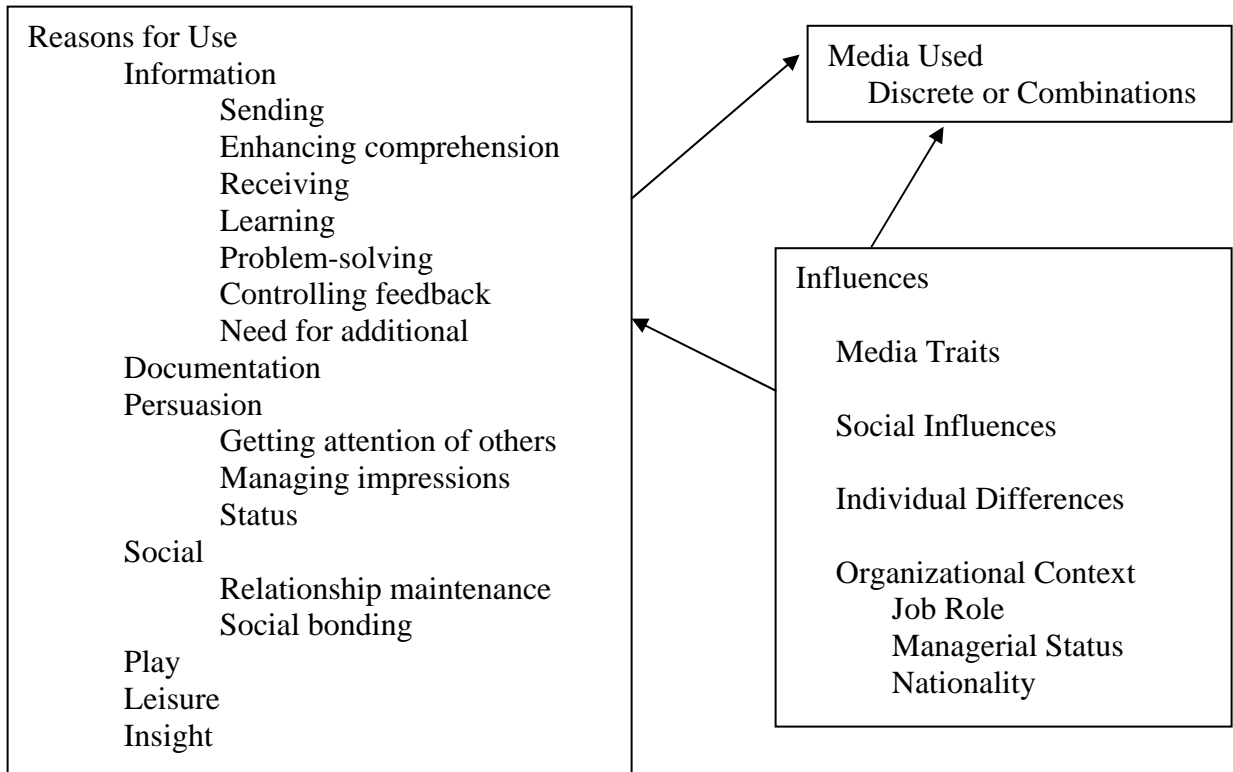 Reasons for Use
Information
Sending
Enhancing comprehension
Receiving
Learning
Problem-solving
Controlling feedback
Need for additional
Documentation
Persuasion
Getting attention of others
Managing impressions
Status
Social
Relationship maintenance
Social bonding
Play
Leisure
Insight
Media Used
Discrete or Combinations
Influences
Media Traits
Social Influences
Individual Differences
Organizational Context
Job Role
Managerial Status
Nationality